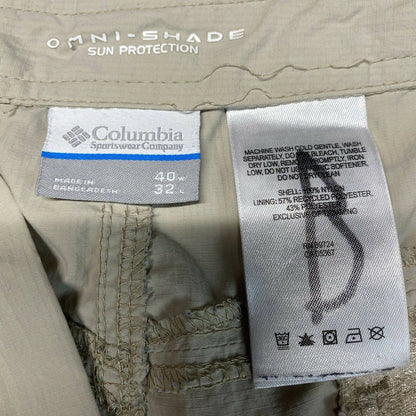 OMNI-SHADE
SUN PROTECTION
Columbia
Sportswear Company
MADE IN
BANGLADESH
40 W
32 L
MACHINE WASH COLD GENTLE, WASH
SEPARATELY, DO NOT BLEACH, TUMBLE
DRY LOW, REMOVE PROMPTLY, IRON
LOW, DO NOT USE FABRIC SOFTENER,
DO NOT DRY CLEAN
SHELL: 100% NYLON
LINING: 57% RECYCLED POLYESTER,
43% POLYESTER
EXCLUSIVE OF TRIMMING
B